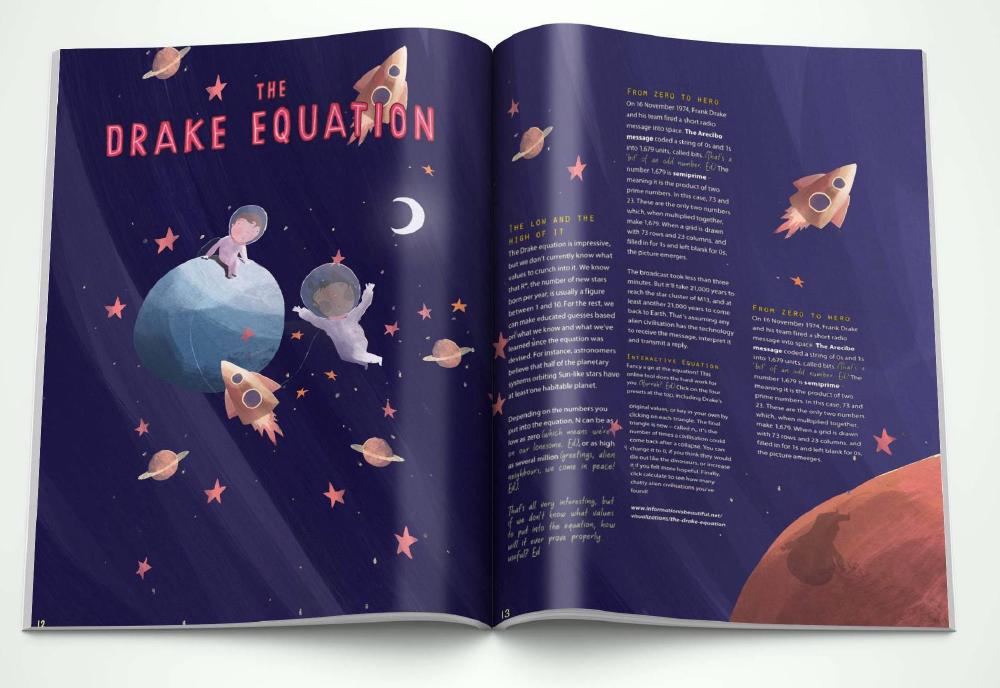 THE
DRAKE EQUATION
12
THE LOW AND THE
HIGH OF IT
The Drake equation is impressive,
but we don't currently know what
values to crunch into it. We know
that R*, the number of new stars
born per year, is usually a figure
between 1 and 10. For the rest, we
can make educated guesses based
on what we know and what we've
learned since the equation was
devised. For instance, astronomers
believe that half of the planetary
systems orbiting Sun-like stars have
at least one habitable planet.
Depending on the numbers you
put into the equation, N can be as
low as zero (which means we're
on our lonesome. Ed), or as high
as several million (greetings, alien
neighbours, we come in peace!
Ed).
That's all very interesting, but
if we don't know what values
to put into the equation, how
will it ever prove properly
useful? Ed
13
FROM ZERO TO HERO
On 16 November 1974, Frank Drake
and his team fired a short radio
message into space. The Arecibo
message coded a string of 0s and 1s
into 1,679 units, called bits. (That's a
'bit' of an odd number. Ed) The
number 1,679 is semiprime –
meaning it is the product of two
prime numbers. In this case, 73 and
23. These are the only two numbers
which, when multiplied together,
make 1,679. When a grid is drawn
with 73 rows and 23 columns, and
filled in for 1s and left blank for 0s,
the picture emerges.
The broadcast took less than three
minutes. But it'll take 21,000 years to
reach the star cluster of M13, and at
least another 21,000 years to come
back to Earth. That's assuming any
alien civilisation has the technology
to receive the message, interpret it
and transmit a reply.
INTERACTIVE EQUATION
Fancy a go at the equation? This
online tool does the hard work for
you. (Hurrah! Ed) Click on the four
presets at the top, including Drake's
original values, or key in your own by
clicking on each triangle. The final
triangle is new – called n, it's the
number of times a civilisation could
come back after a collapse. You can
change it to 0, if you think they would
die out like the dinosaurs, or increase
it if you felt more hopeful. Finally,
click calculate to see how many
chatty alien civilisations you've
found!
www.informationisbeautiful.net/
visualizations/the-drake-equation
FROM ZERO TO HERO
On 16 November 1974, Frank Drake
and his team fired a short radio
message into space. The Arecibo
message coded a string of 0s and 1s
into 1,679 units, called bits. (That's a
'bit' of an odd number. Ed) The
number 1,679 is semiprime –
meaning it is the product of two
prime numbers. In this case, 73 and
23. These are the only two numbers
which, when multiplied together,
make 1,679. When a grid is drawn
with 73 rows and 23 columns, and
filled in for 1s and left blank for 0s,
the picture emerges.